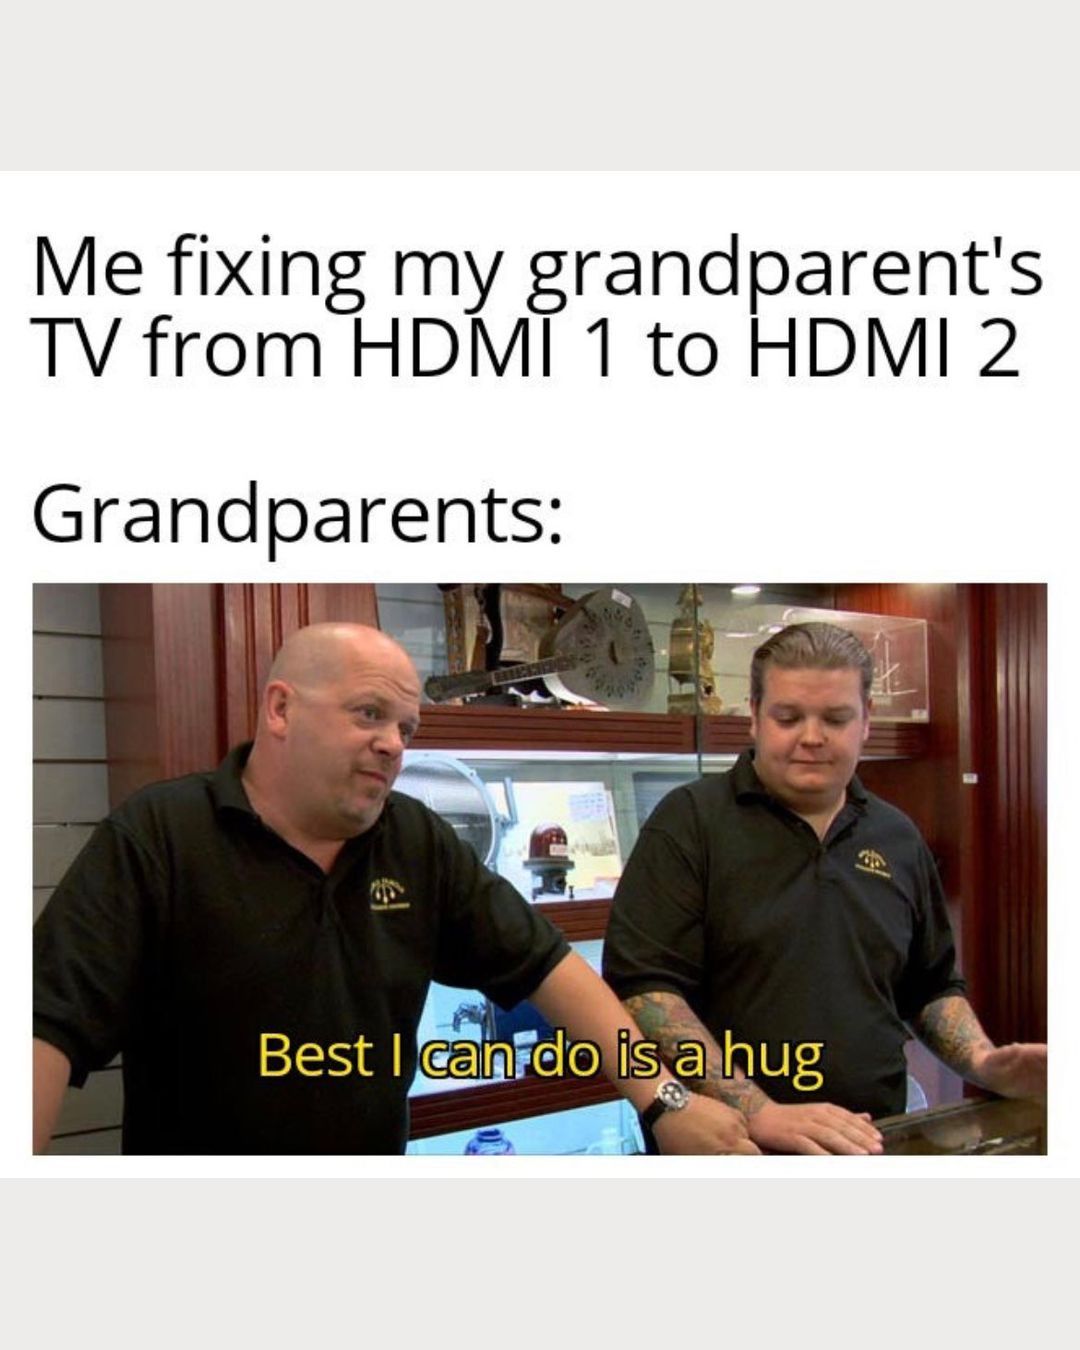 Me fixing my grandparent's
TV from HDMI 1 to HDMI 2
Grandparents:
Best I can do is a hug